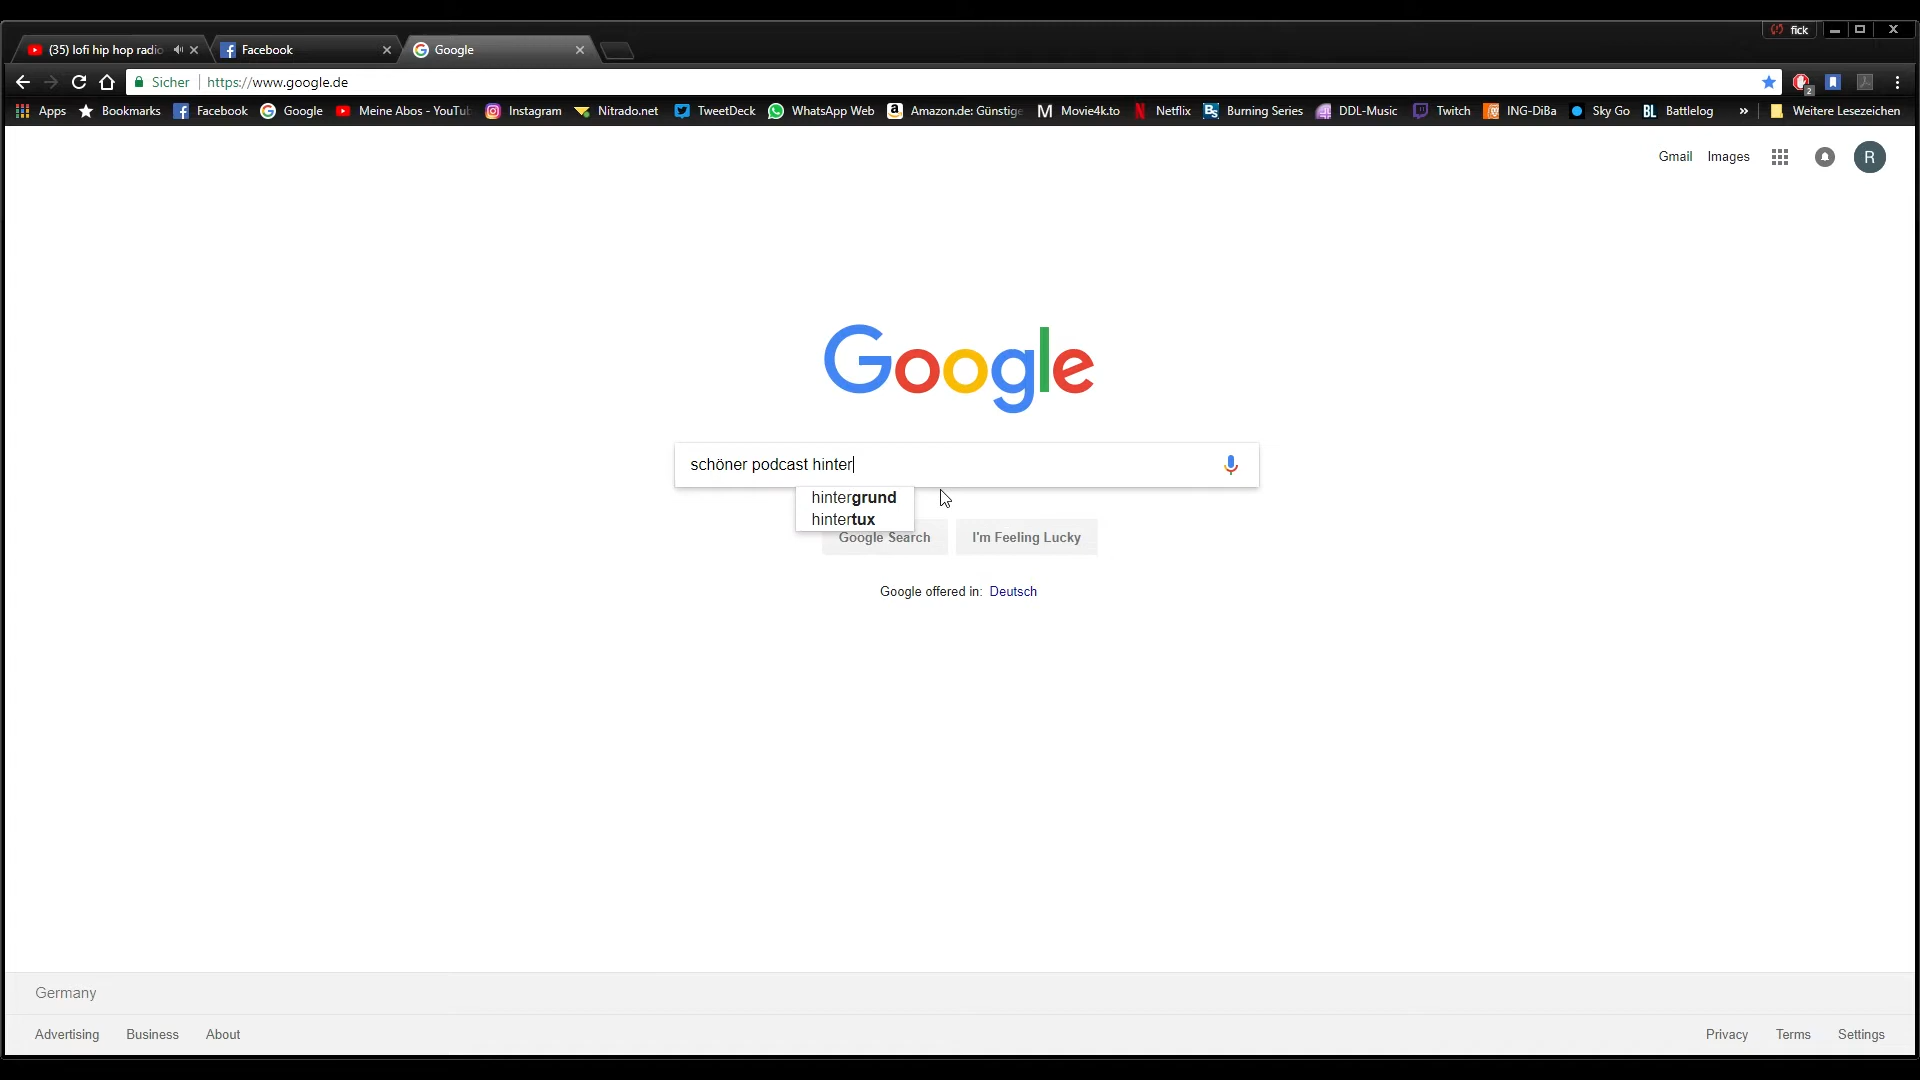 (35) lofi hip hop radio
Facebook
Google
fick
Sicher
https://www.google.de
2
Apps
Bookmarks
Facebook
Google
Meine Abos - YouTu
Instagram
Nitrado.net
TweetDeck
WhatsApp Web
Amazon.de: Günstige
Movie4k.to
Netflix
Burning Series
DDL-Music
Twitch
ING-DiBa
Sky Go
BL
Battlelog
»
Weitere Lesezeichen
Gmail
Images
R
Google
schöner podcast hinter
hintergrund
hintertux
Google Search
I'm Feeling Lucky
Google offered in: Deutsch
Germany
Advertising
Business
About
Privacy
Terms
Settings